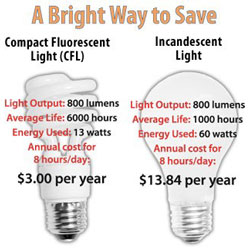 A Bright Way to Save
Compact Fluorescent
Light (CFL)
Light Output: 800 lumens
Average Life: 6000 hours
Energy Used: 13 watts
Annual cost for
8 hours/day:
$3.00 per year
Incandescent
Light
Light Output: 800 lumens
Average Life: 1000 hours
Energy Used: 60 watts
Annual cost for
8 hours/day:
$13.84 per year